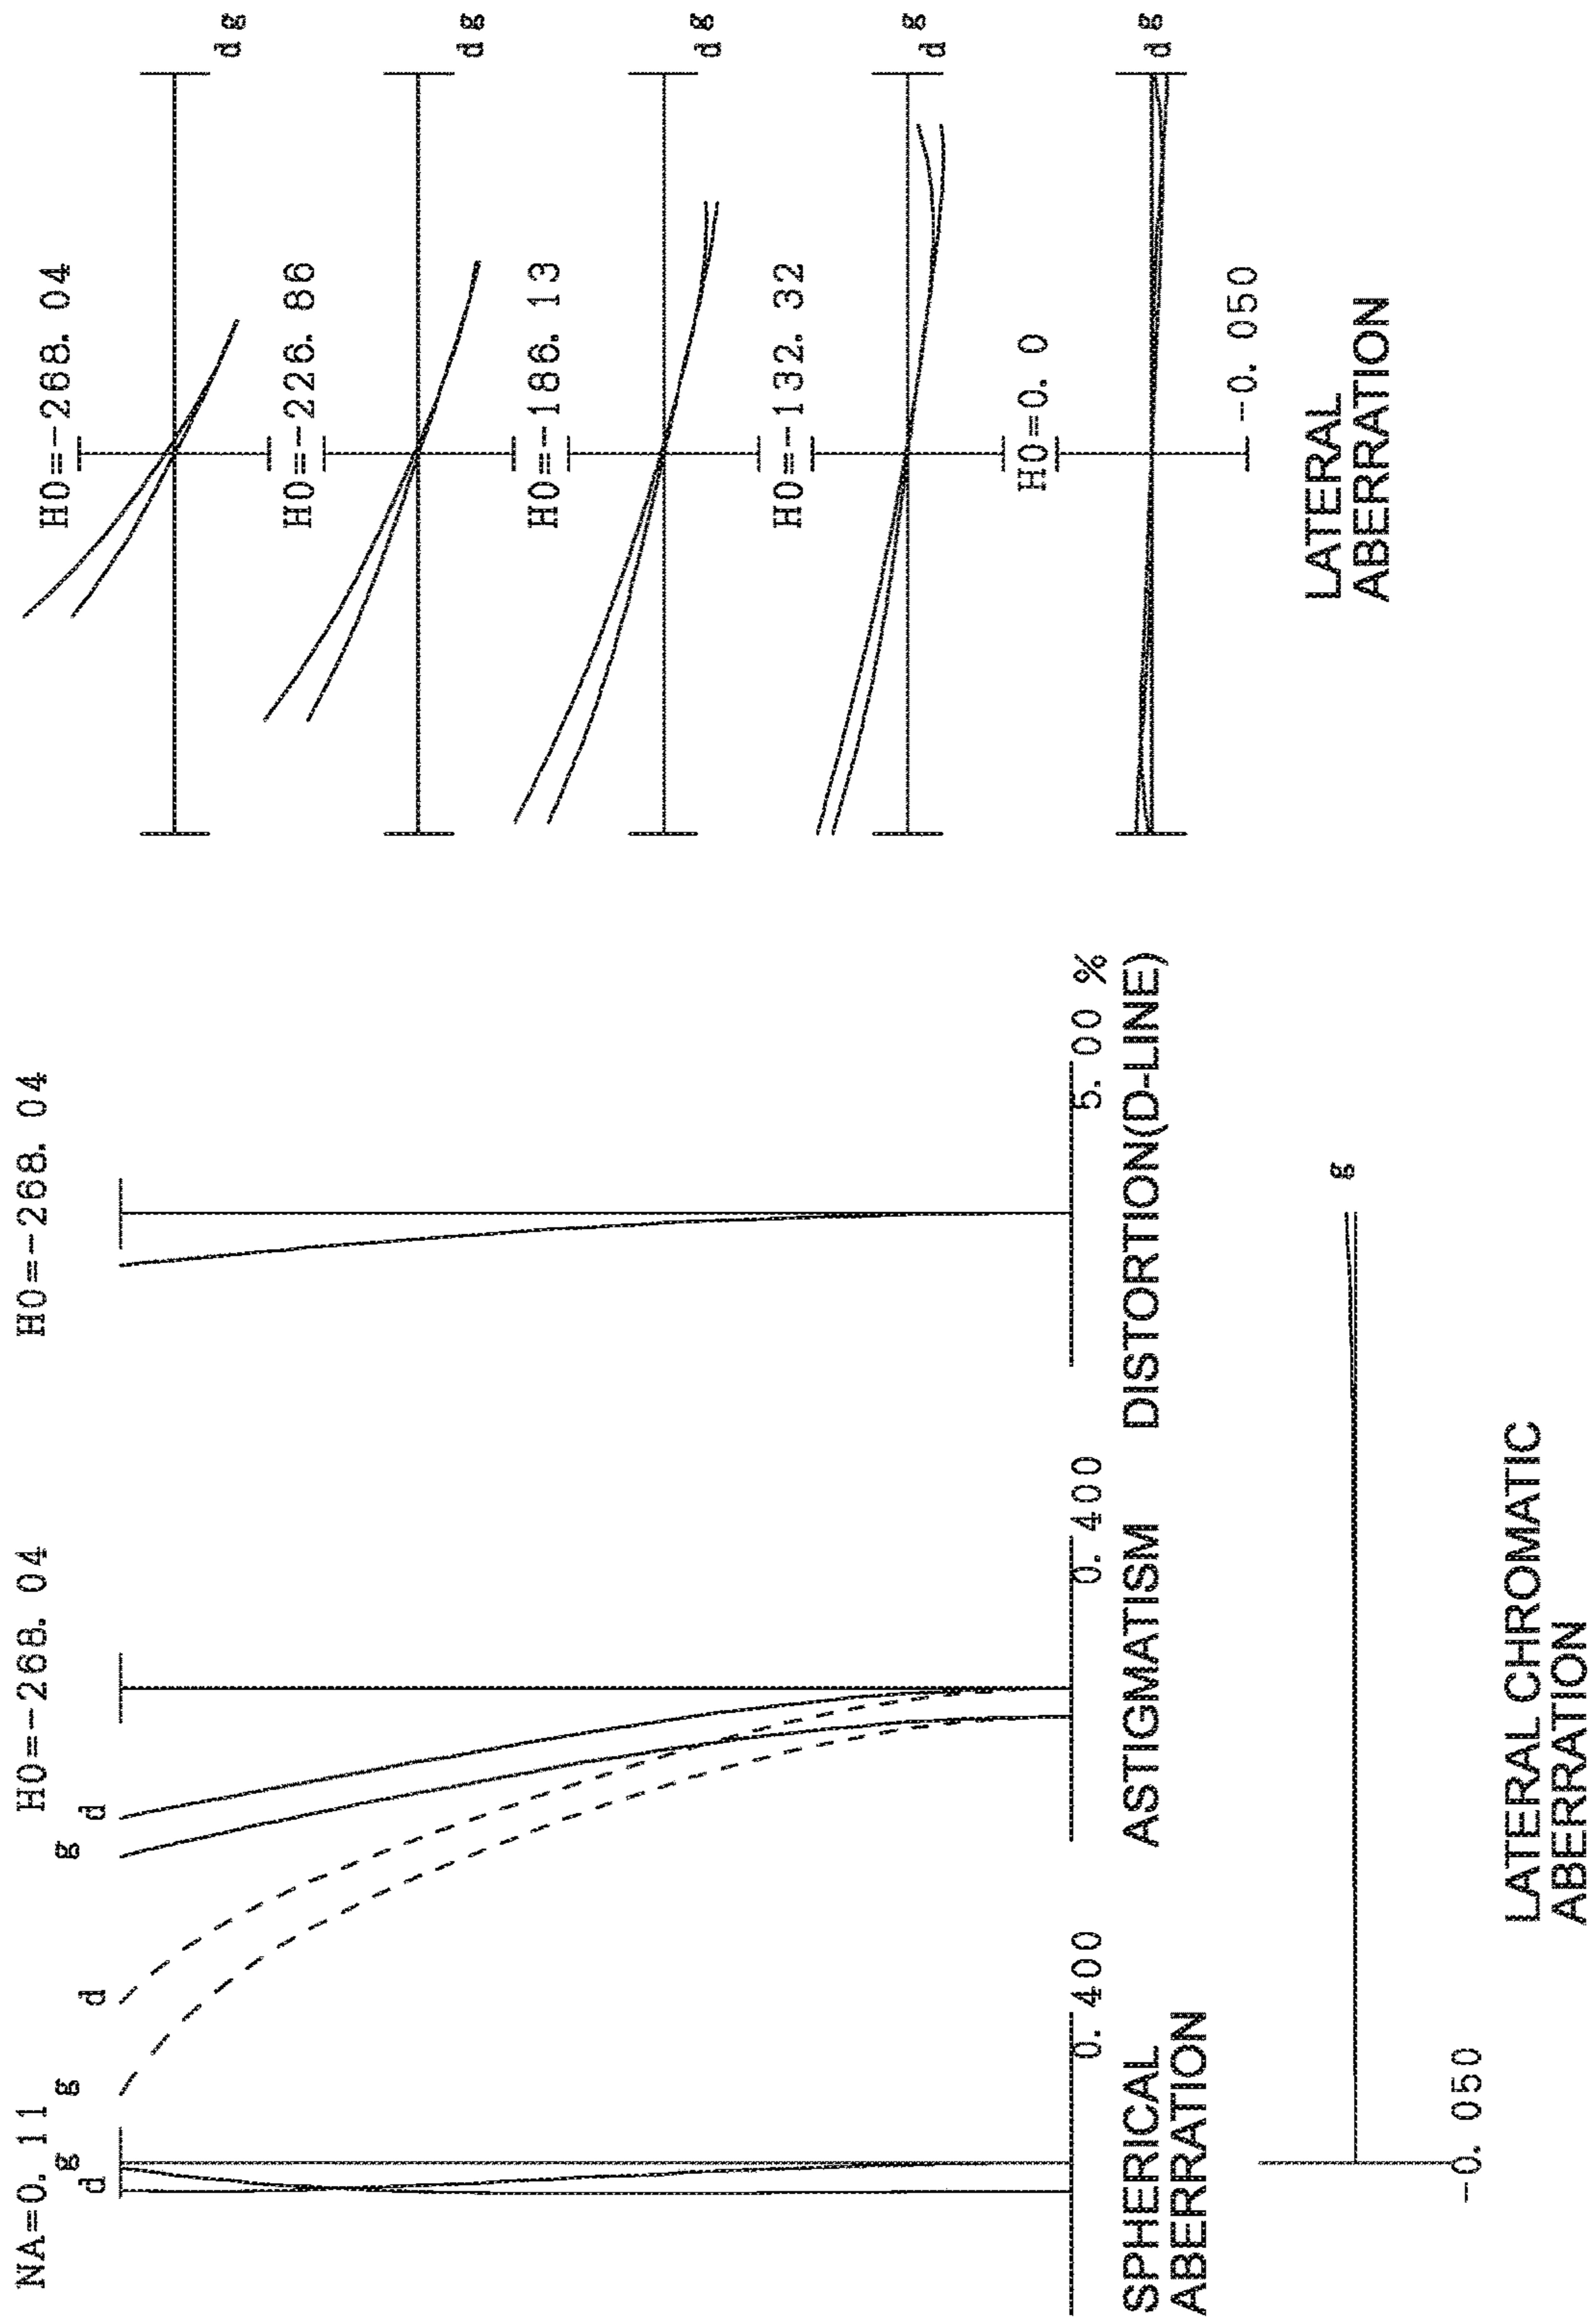 NA=0. 11
d g
0. 400
SPHERICAL
ABERRATION
H0=-268. 04
g d g d
0. 400
ASTIGMATISM
H0=-268. 04
5. 00 %
DISTORTION(D-LINE)
-0. 050
g
LATERAL CHROMATIC
ABERRATION
H0=-268. 04
d g
H0=-226. 86
d g
H0=-186. 13
d g
H0=-132. 32
d g
H0=0. 0
d g
-0. 050
LATERAL
ABERRATION